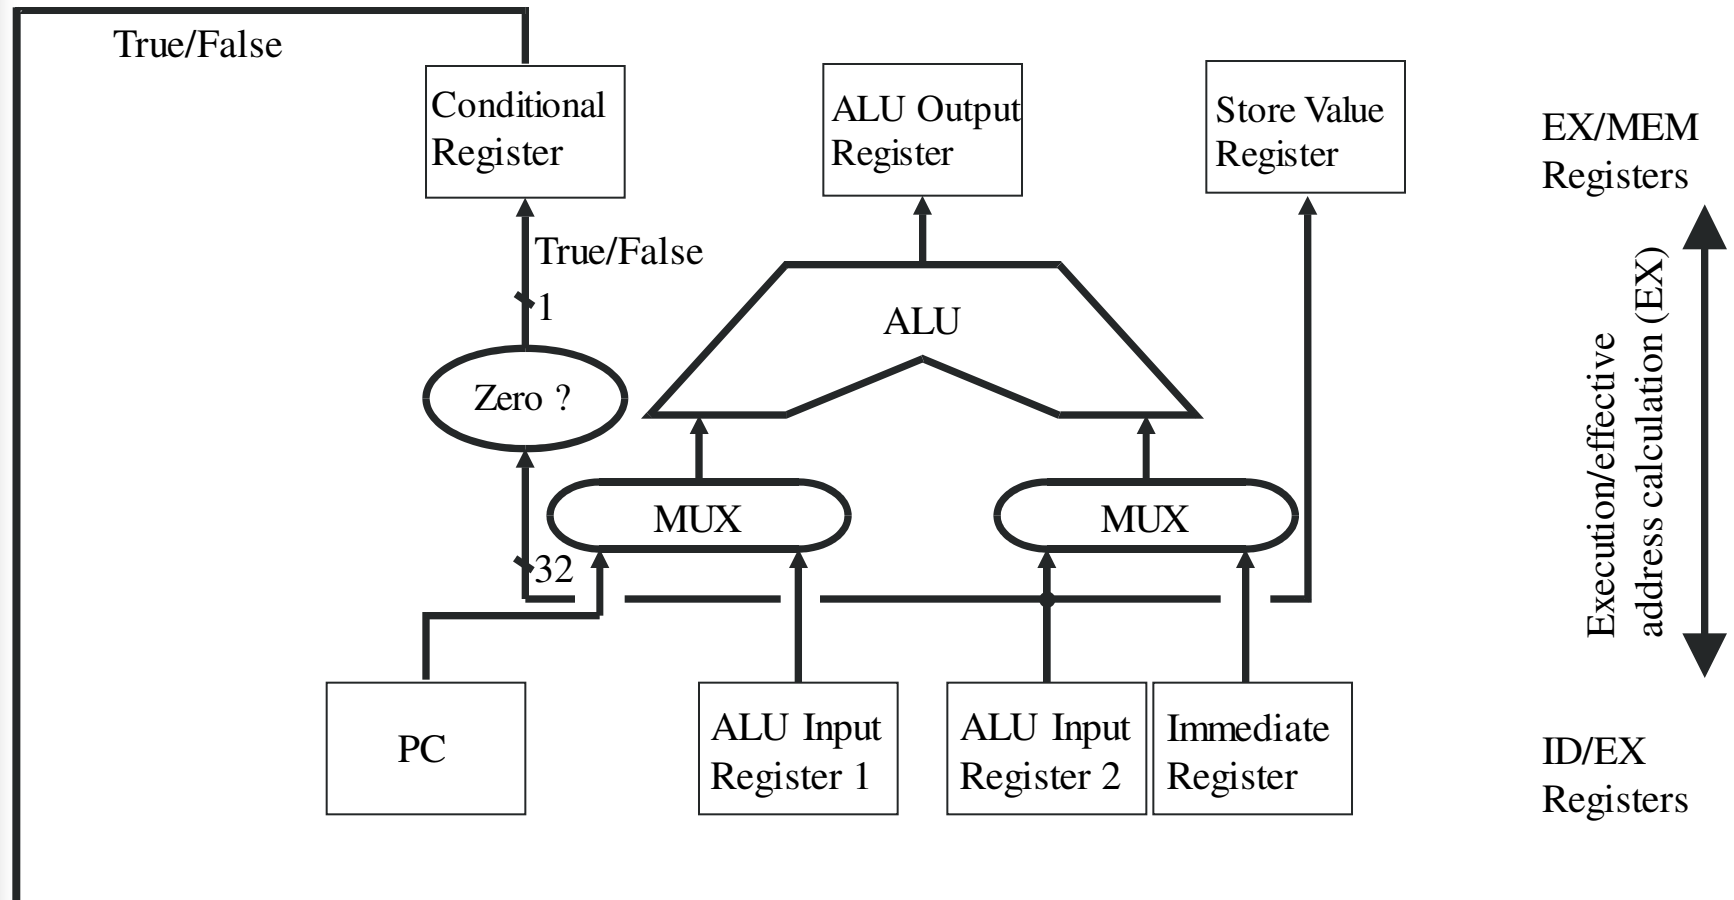 True/False
Conditional
Register
ALU Output
Register
Store Value
Register
EX/MEM
Registers
True/False
1
ALU
Zero ?
MUX
MUX
32
Execution/effective
address calculation (EX)
PC
ALU Input
Register 1
ALU Input
Register 2
Immediate
Register
ID/EX
Registers